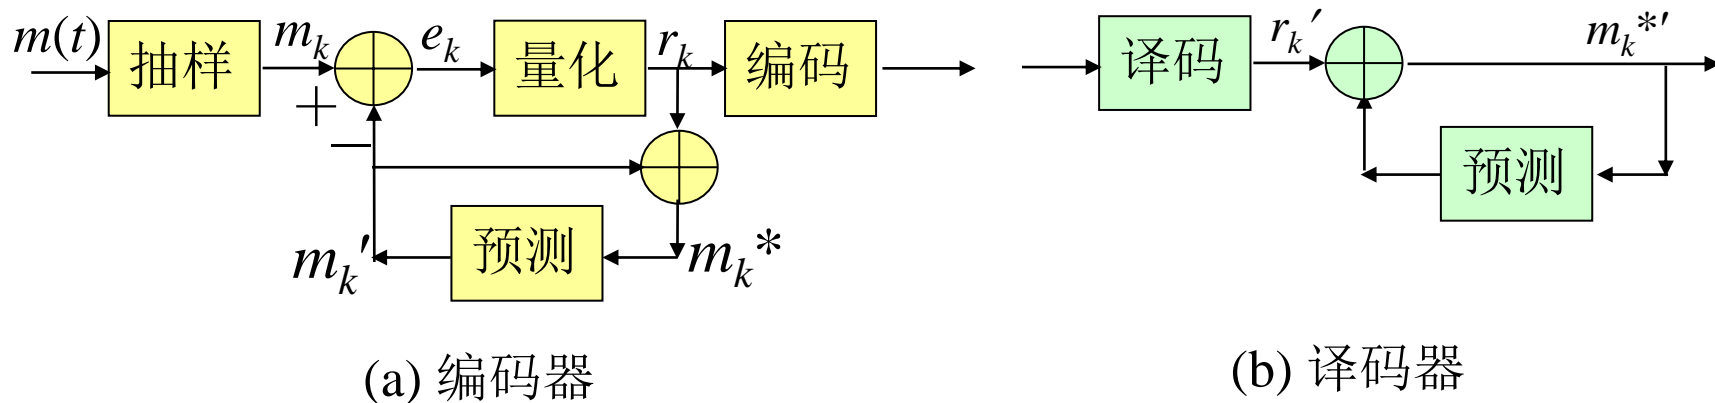 m(t) 抽样 m_k e_k 量化 r_k 编码
+
−
m_k′ 预测 m_k*
(a) 编码器
译码 r_k′ m_k*′
预测
(b) 译码器